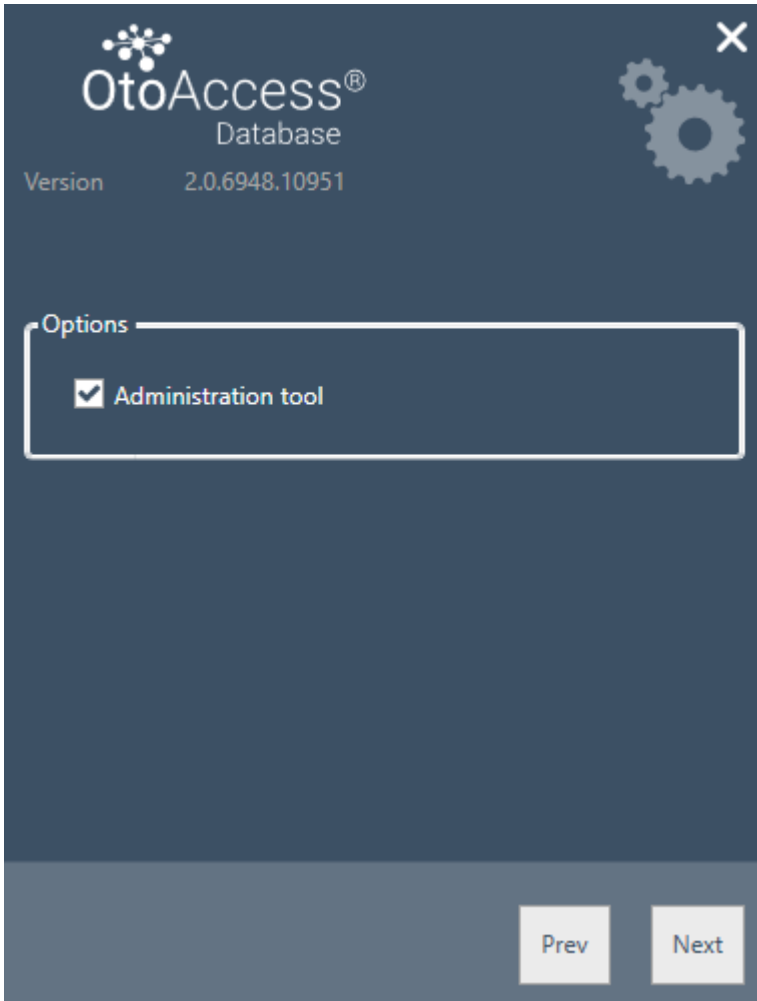 OtoAccess®
Database
Version 2.0.6948.10951
Options
Administration tool
Prev Next